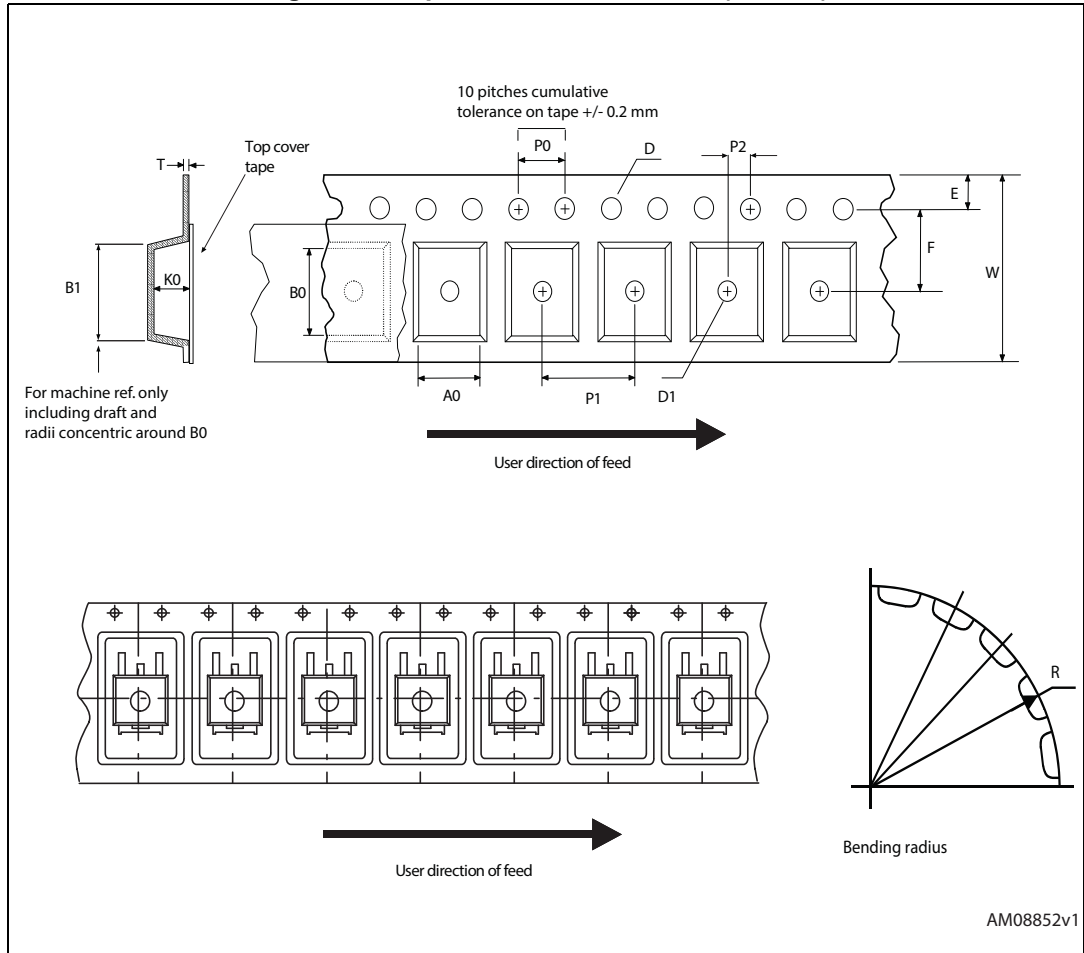 10 pitches cumulative
tolerance on tape +/- 0.2 mm
Top cover
tape
T
P0
D
P2
E
F
W
B1
K0
B0
For machine ref. only
including draft and
radii concentric around B0
A0
P1
D1
User direction of feed
R
Bending radius
User direction of feed
AM08852v1